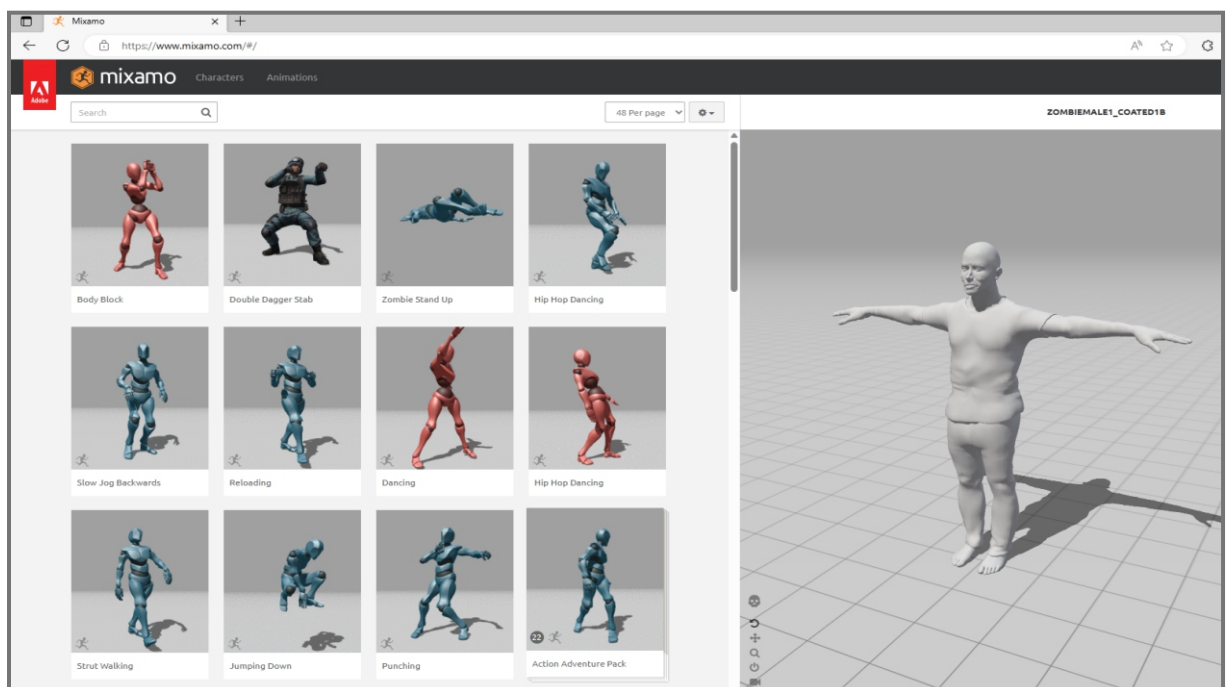 Mixamo
https://www.mixamo.com/#/
Adobe
mixamo
Characters
Animations
Search
48 Per page
ZOMBIEMALE1_COATED1B
Body Block
Double Dagger Stab
Zombie Stand Up
Hip Hop Dancing
Slow Jog Backwards
Reloading
Dancing
Hip Hop Dancing
Strut Walking
Jumping Down
Punching
22
Action Adventure Pack